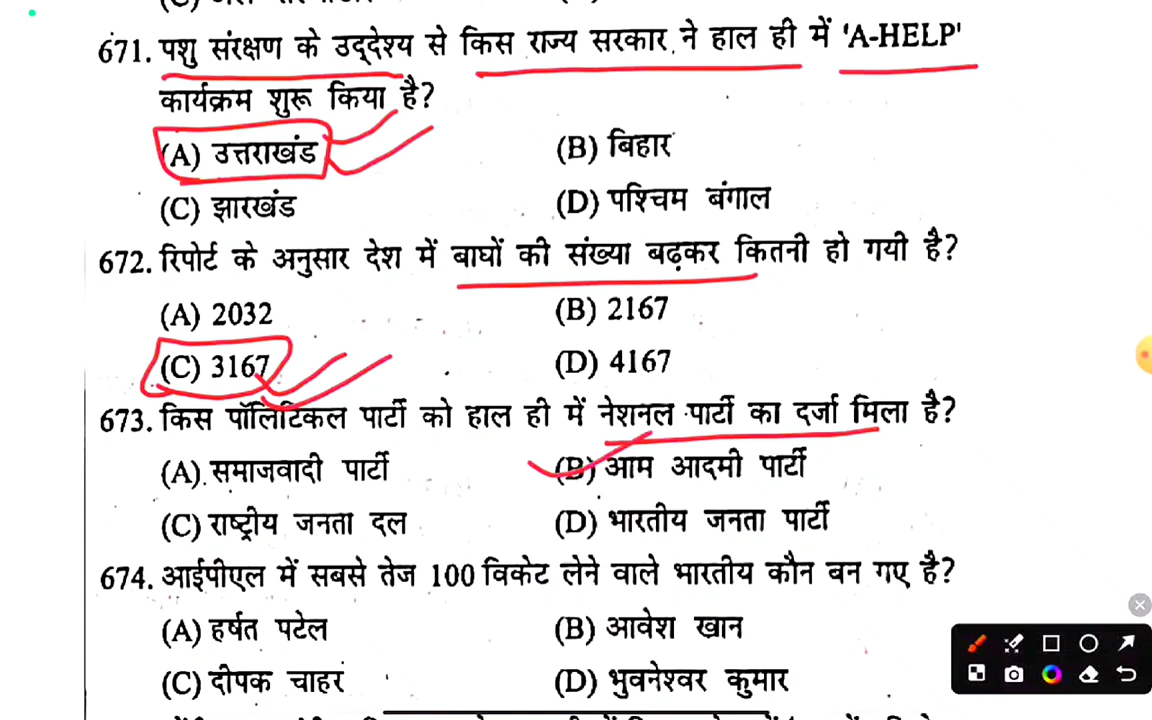 671. पशु संरक्षण के उद्देश्य से किस राज्य सरकार ने हाल ही में 'A-HELP'
कार्यक्रम शुरू किया है?
(A) उत्तराखंड (B) बिहार
(C) झारखंड (D) पश्चिम बंगाल
672. रिपोर्ट के अनुसार देश में बाघों की संख्या बढ़कर कितनी हो गयी है?
(A) 2032 (B) 2167
(C) 3167 (D) 4167
673. किस पॉलिटिकल पार्टी को हाल ही में नेशनल पार्टी का दर्जा मिला है?
(A) समाजवादी पार्टी (B) आम आदमी पार्टी
(C) राष्ट्रीय जनता दल (D) भारतीय जनता पार्टी
674. आईपीएल में सबसे तेज 100 विकेट लेने वाले भारतीय कौन बन गए है?
(A) हर्षत पटेल (B) आवेश खान
(C) दीपक चाहर (D) भुवनेश्वर कुमार